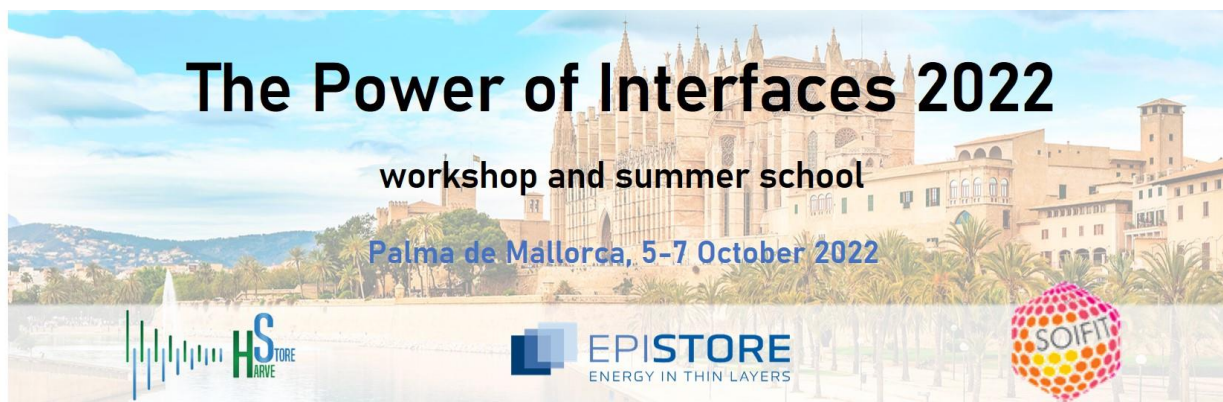 The Power of Interfaces 2022
workshop and summer school
Palma de Mallorca, 5-7 October 2022
HARVE STORE
EPISTORE
ENERGY IN THIN LAYERS
SOIFIT